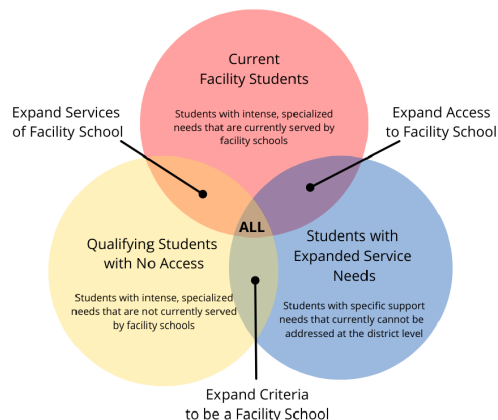 Current
Facility Students
Students with intense, specialized
needs that are currently served by
facility schools
Expand Services
of Facility School
Expand Access
to Facility School
ALL
Qualifying Students
with No Access
Students with intense, specialized
needs that are not currently served
by facility schools
Students with
Expanded Service
Needs
Students with specific support
needs that currently cannot be
addressed at the district level
Expand Criteria
to be a Facility School